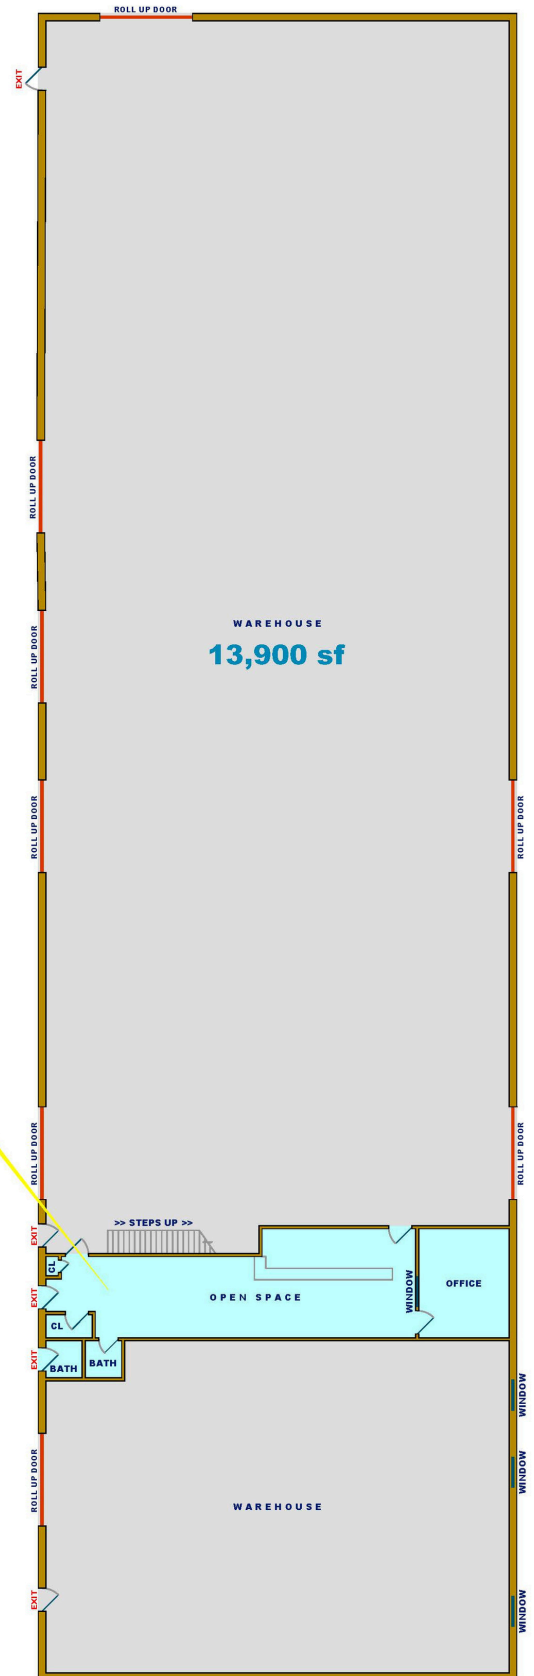 ROLL UP DOOR
EXIT
ROLL UP DOOR
WAREHOUSE
13,900 sf
ROLL UP DOOR
ROLL UP DOOR
ROLL UP DOOR
ROLL UP DOOR
ROLL UP DOOR
>> STEPS UP >>
EXIT
CL
OPEN SPACE
WINDOW
OFFICE
EXIT
CL
EXIT
BATH
BATH
WINDOW
WINDOW
ROLL UP DOOR
WAREHOUSE
EXIT
WINDOW